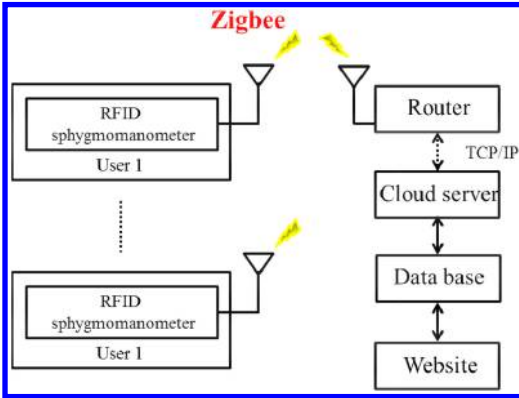 Zigbee
RFID
sphygmomanometer
User 1
RFID
sphygmomanometer
User 1
Router
TCP/IP
Cloud server
Data base
Website